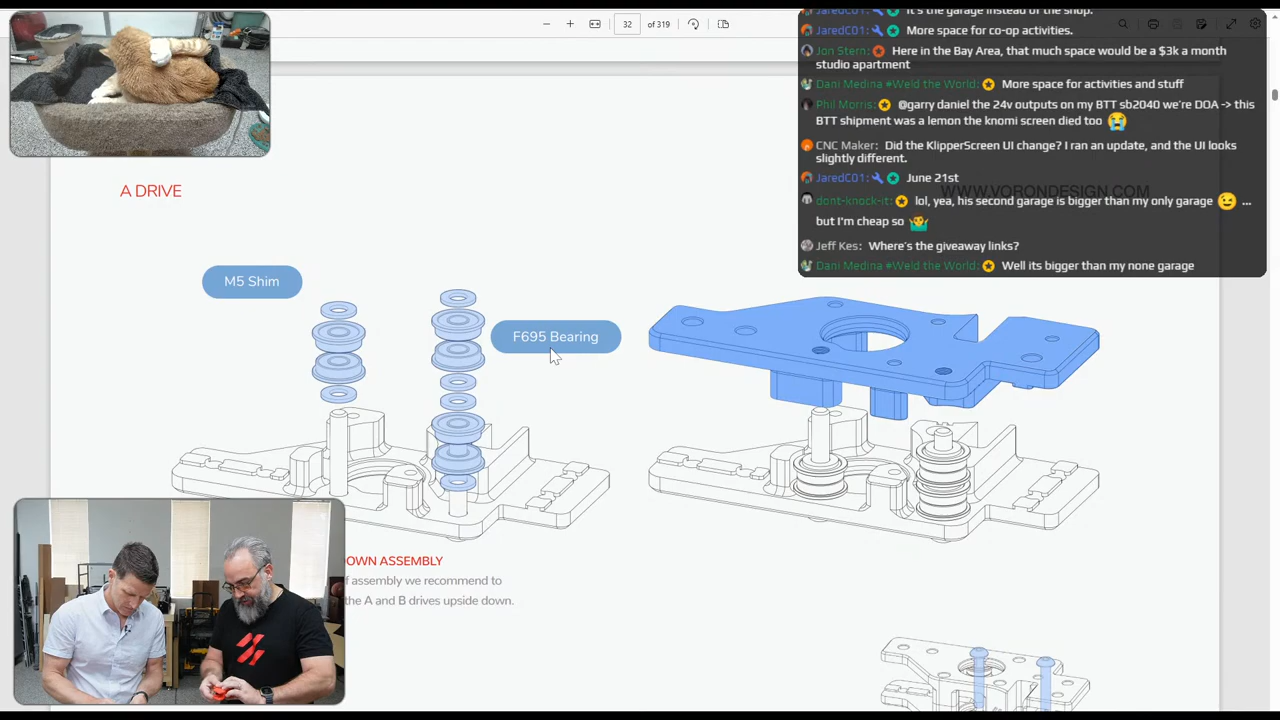 32 of 319
It's the garage instead of the shop.
JaredC01: More space for co-op activities.
Jon Stern: Here in the Bay Area, that much space would be a $3k a month
studio apartment
Dani Medina #Weld the World: More space for activities and stuff
Phil Morris: @garry daniel the 24v outputs on my BTT sb2040 we're DOA -> this
BTT shipment was a lemon the knomi screen died too
CNC Maker: Did the KlipperScreen UI change? I ran an update, and the UI looks
slightly different.
JaredC01: June 21st
WWW.VORONDESIGN.COM
dont-knock-it: lol, yea, his second garage is bigger than my only garage ...
but I'm cheap so
Jeff Kes: Where's the giveaway links?
Dani Medina #Weld the World: Well its bigger than my none garage
A DRIVE
M5 Shim
F695 Bearing
OWN ASSEMBLY
f assembly we recommend to
the A and B drives upside down.